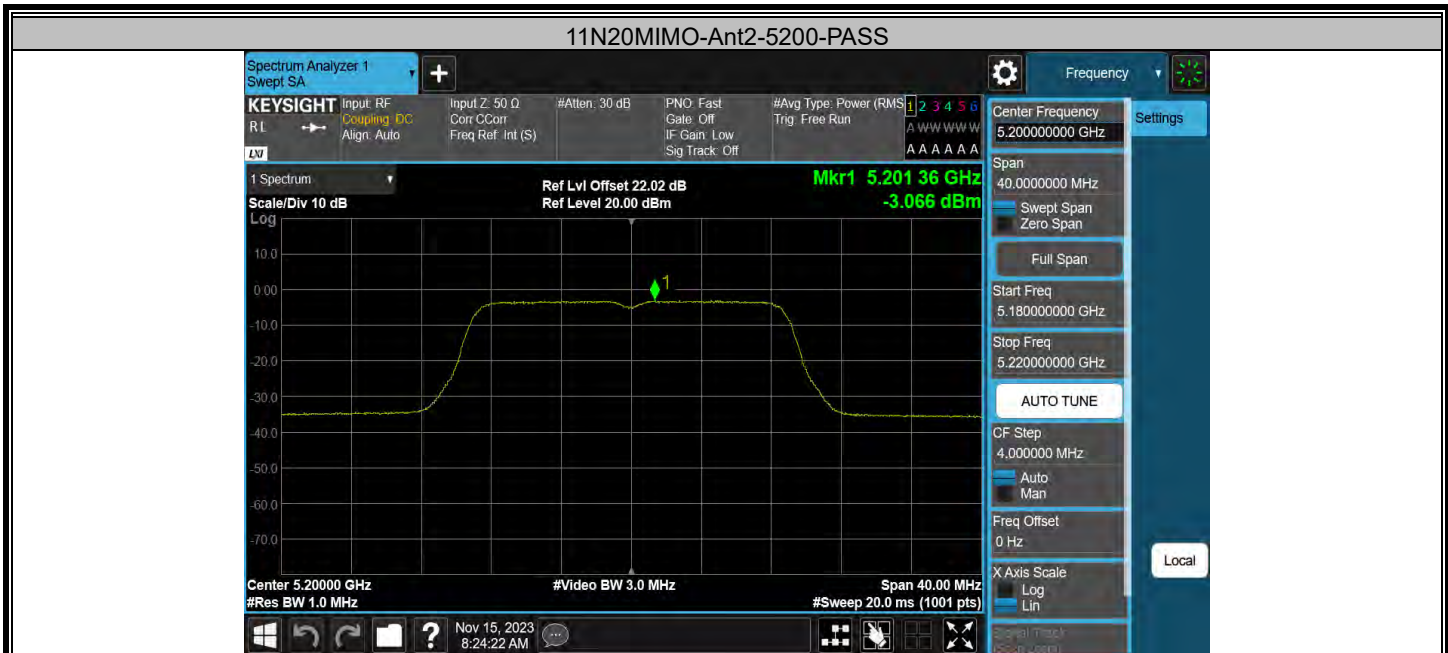 11N20MIMO-Ant2-5200-PASS
Spectrum Analyzer 1
Swept SA
Frequency
KEYSIGHT
RL
LXI
Input: RF
Coupling: DC
Align: Auto
Input Z: 50 Ω
Corr CCorr
Freq Ref: Int (S)
#Atten: 30 dB
PNO: Fast
Gate: Off
IF Gain: Low
Sig Track: Off
#Avg Type: Power (RMS
Trig: Free Run
1 2 3 4 5 6
A W W W W W
A A A A A A
1 Spectrum
Scale/Div 10 dB
Log
Ref Lvl Offset 22.02 dB
Ref Level 20.00 dBm
Mkr1 5.201 36 GHz
-3.066 dBm
10.0
0.00
-10.0
-20.0
-30.0
-40.0
-50.0
-60.0
-70.0
1
Center 5.20000 GHz
#Res BW 1.0 MHz
#Video BW 3.0 MHz
Span 40.00 MHz
#Sweep 20.0 ms (1001 pts)
Center Frequency
5.200000000 GHz
Settings
Span
40.0000000 MHz
Swept Span
Zero Span
Full Span
Start Freq
5.180000000 GHz
Stop Freq
5.220000000 GHz
AUTO TUNE
CF Step
4.000000 MHz
Auto
Man
Freq Offset
0 Hz
X Axis Scale
Log
Lin
Local
Signal Track
(Span Zoom)
?
Nov 15, 2023
8:24:22 AM